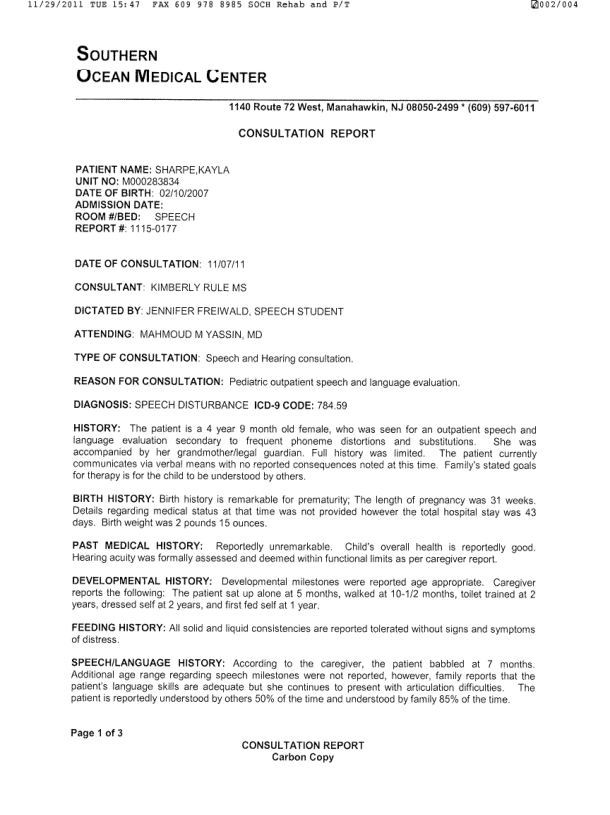 11/29/2011 TUE 15:47 FAX 609 978 8985 SOCH Rehab and P/T 002/004
SOUTHERN
OCEAN MEDICAL CENTER
1140 Route 72 West, Manahawkin, NJ 08050-2499 * (609) 597-6011
CONSULTATION REPORT
PATIENT NAME: SHARPE,KAYLA
UNIT NO: M000283834
DATE OF BIRTH: 02/10/2007
ADMISSION DATE:
ROOM #/BED: SPEECH
REPORT #: 1115-0177
DATE OF CONSULTATION: 11/07/11
CONSULTANT: KIMBERLY RULE MS
DICTATED BY: JENNIFER FREIWALD, SPEECH STUDENT
ATTENDING: MAHMOUD M YASSIN, MD
TYPE OF CONSULTATION: Speech and Hearing consultation.
REASON FOR CONSULTATION: Pediatric outpatient speech and language evaluation.
DIAGNOSIS: SPEECH DISTURBANCE ICD-9 CODE: 784.59
HISTORY: The patient is a 4 year 9 month old female, who was seen for an outpatient speech and
language evaluation secondary to frequent phoneme distortions and substitutions. She was
accompanied by her grandmother/legal guardian. Full history was limited. The patient currently
communicates via verbal means with no reported consequences noted at this time. Family's stated goals
for therapy is for the child to be understood by others.
BIRTH HISTORY: Birth history is remarkable for prematurity; The length of pregnancy was 31 weeks.
Details regarding medical status at that time was not provided however the total hospital stay was 43
days. Birth weight was 2 pounds 15 ounces.
PAST MEDICAL HISTORY: Reportedly unremarkable. Child's overall health is reportedly good.
Hearing acuity was formally assessed and deemed within functional limits as per caregiver report.
DEVELOPMENTAL HISTORY: Developmental milestones were reported age appropriate. Caregiver
reports the following: The patient sat up alone at 5 months, walked at 10-1/2 months, toilet trained at 2
years, dressed self at 2 years, and first fed self at 1 year.
FEEDING HISTORY: All solid and liquid consistencies are reported tolerated without signs and symptoms
of distress.
SPEECH/LANGUAGE HISTORY: According to the caregiver, the patient babbled at 7 months.
Additional age range regarding speech milestones were not reported, however, family reports that the
patient's language skills are adequate but she continues to present with articulation difficulties. The
patient is reportedly understood by others 50% of the time and understood by family 85% of the time.
Page 1 of 3
CONSULTATION REPORT
Carbon Copy